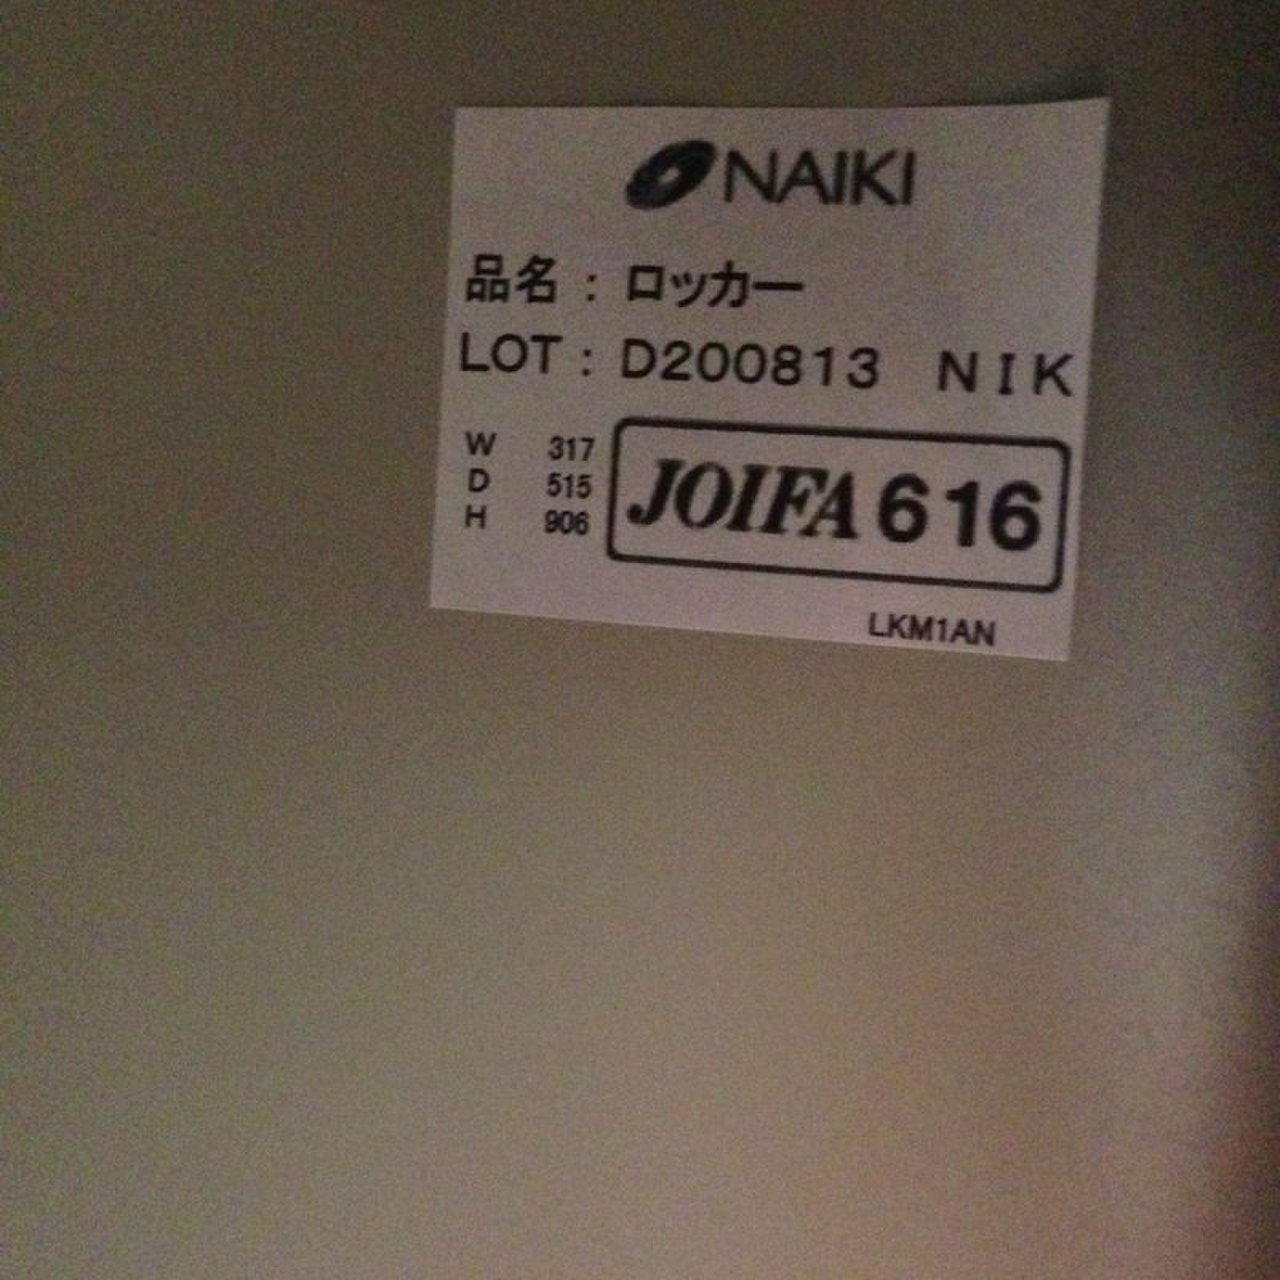 NAIKI
品名：ロッカー
LOT：D200813 NIK
W 317
D 515
H 906
JOIFA 616
LKM1AN